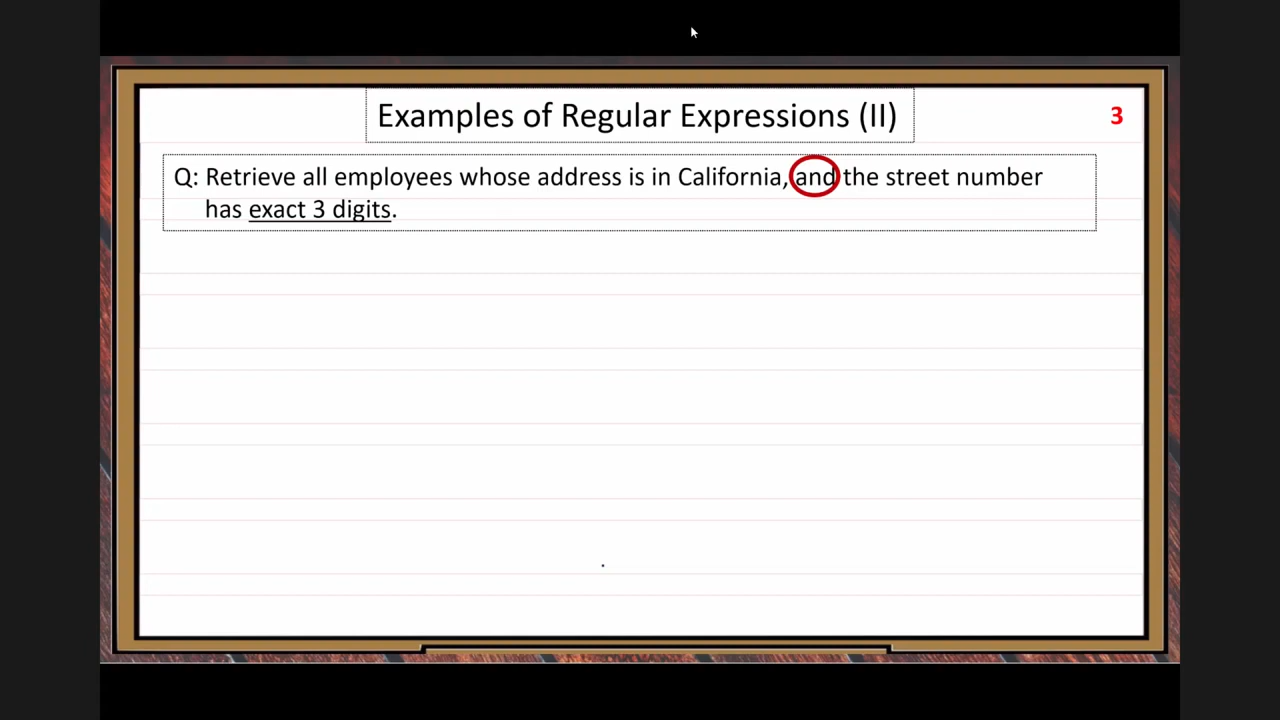 Examples of Regular Expressions (II)
3
Q: Retrieve all employees whose address is in California, and the street number
has exact 3 digits.